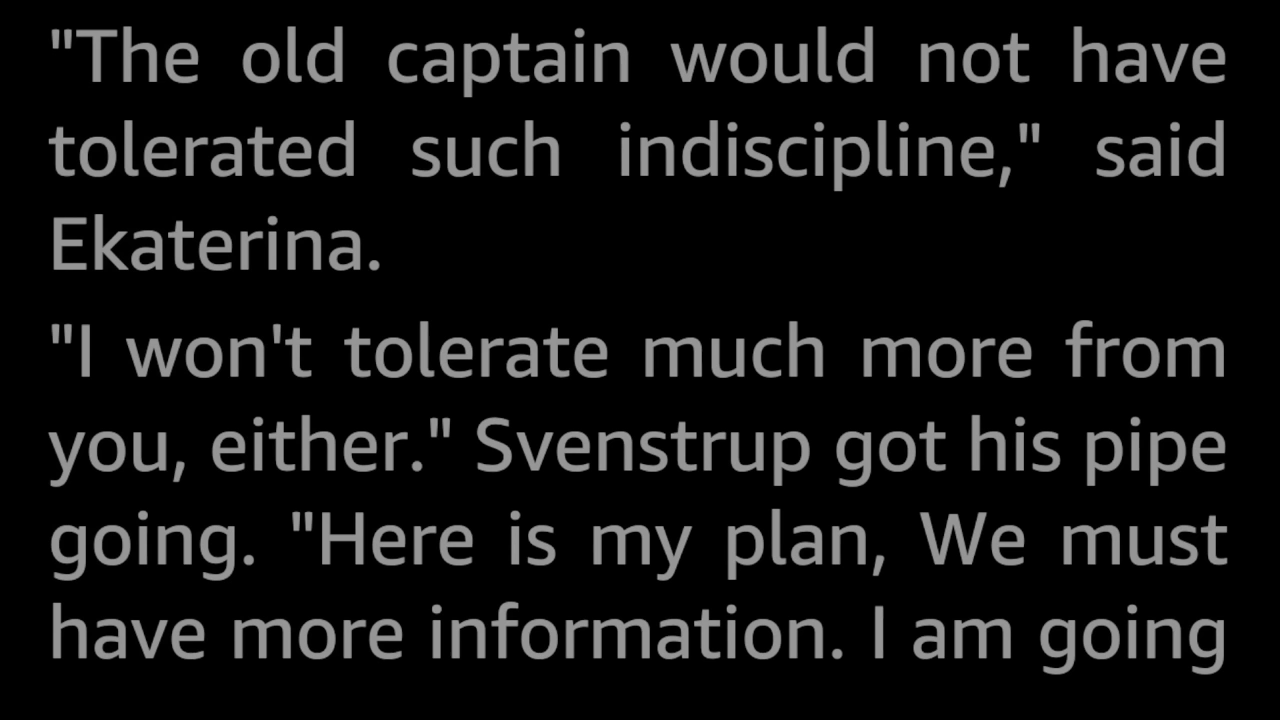 "The old captain would not have
tolerated such indiscipline," said
Ekaterina.
"I won't tolerate much more from
you, either." Svenstrup got his pipe
going. "Here is my plan, We must
have more information. I am going